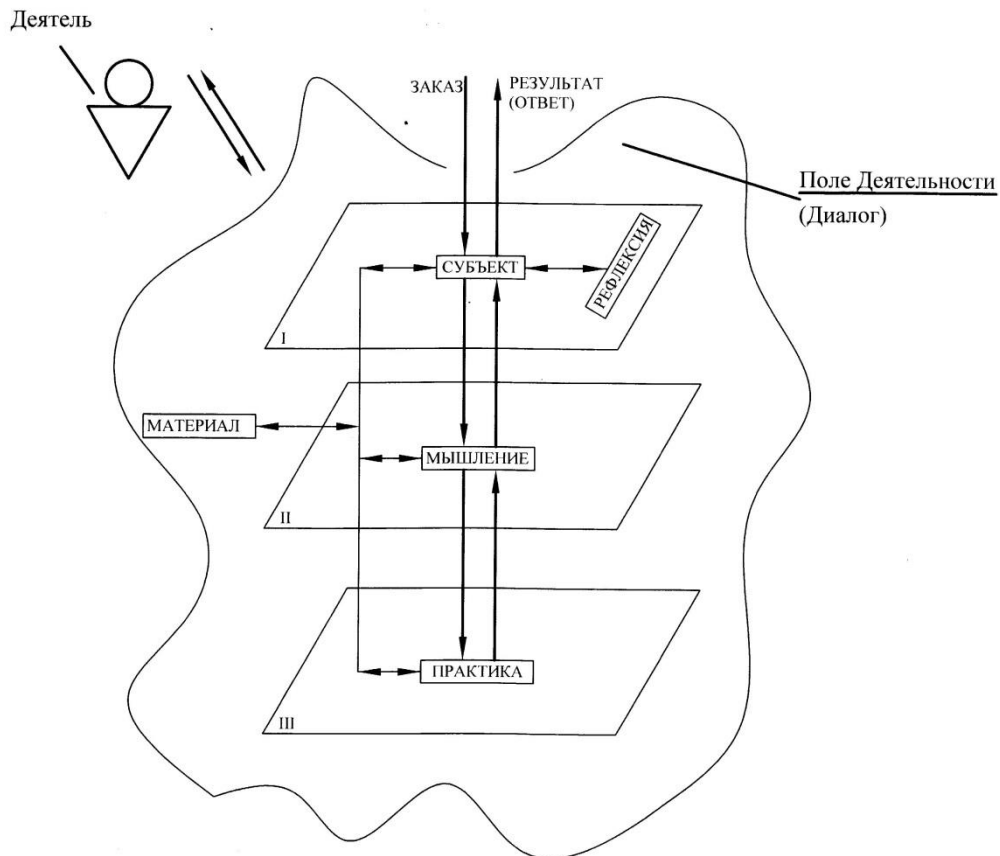 Деятель
ЗАКАЗ
РЕЗУЛЬТАТ
(ОТВЕТ)
Поле Деятельности
(Диалог)
СУБЪЕКТ
РЕФЛЕКСИЯ
I
МАТЕРИАЛ
МЫШЛЕНИЕ
II
ПРАКТИКА
III